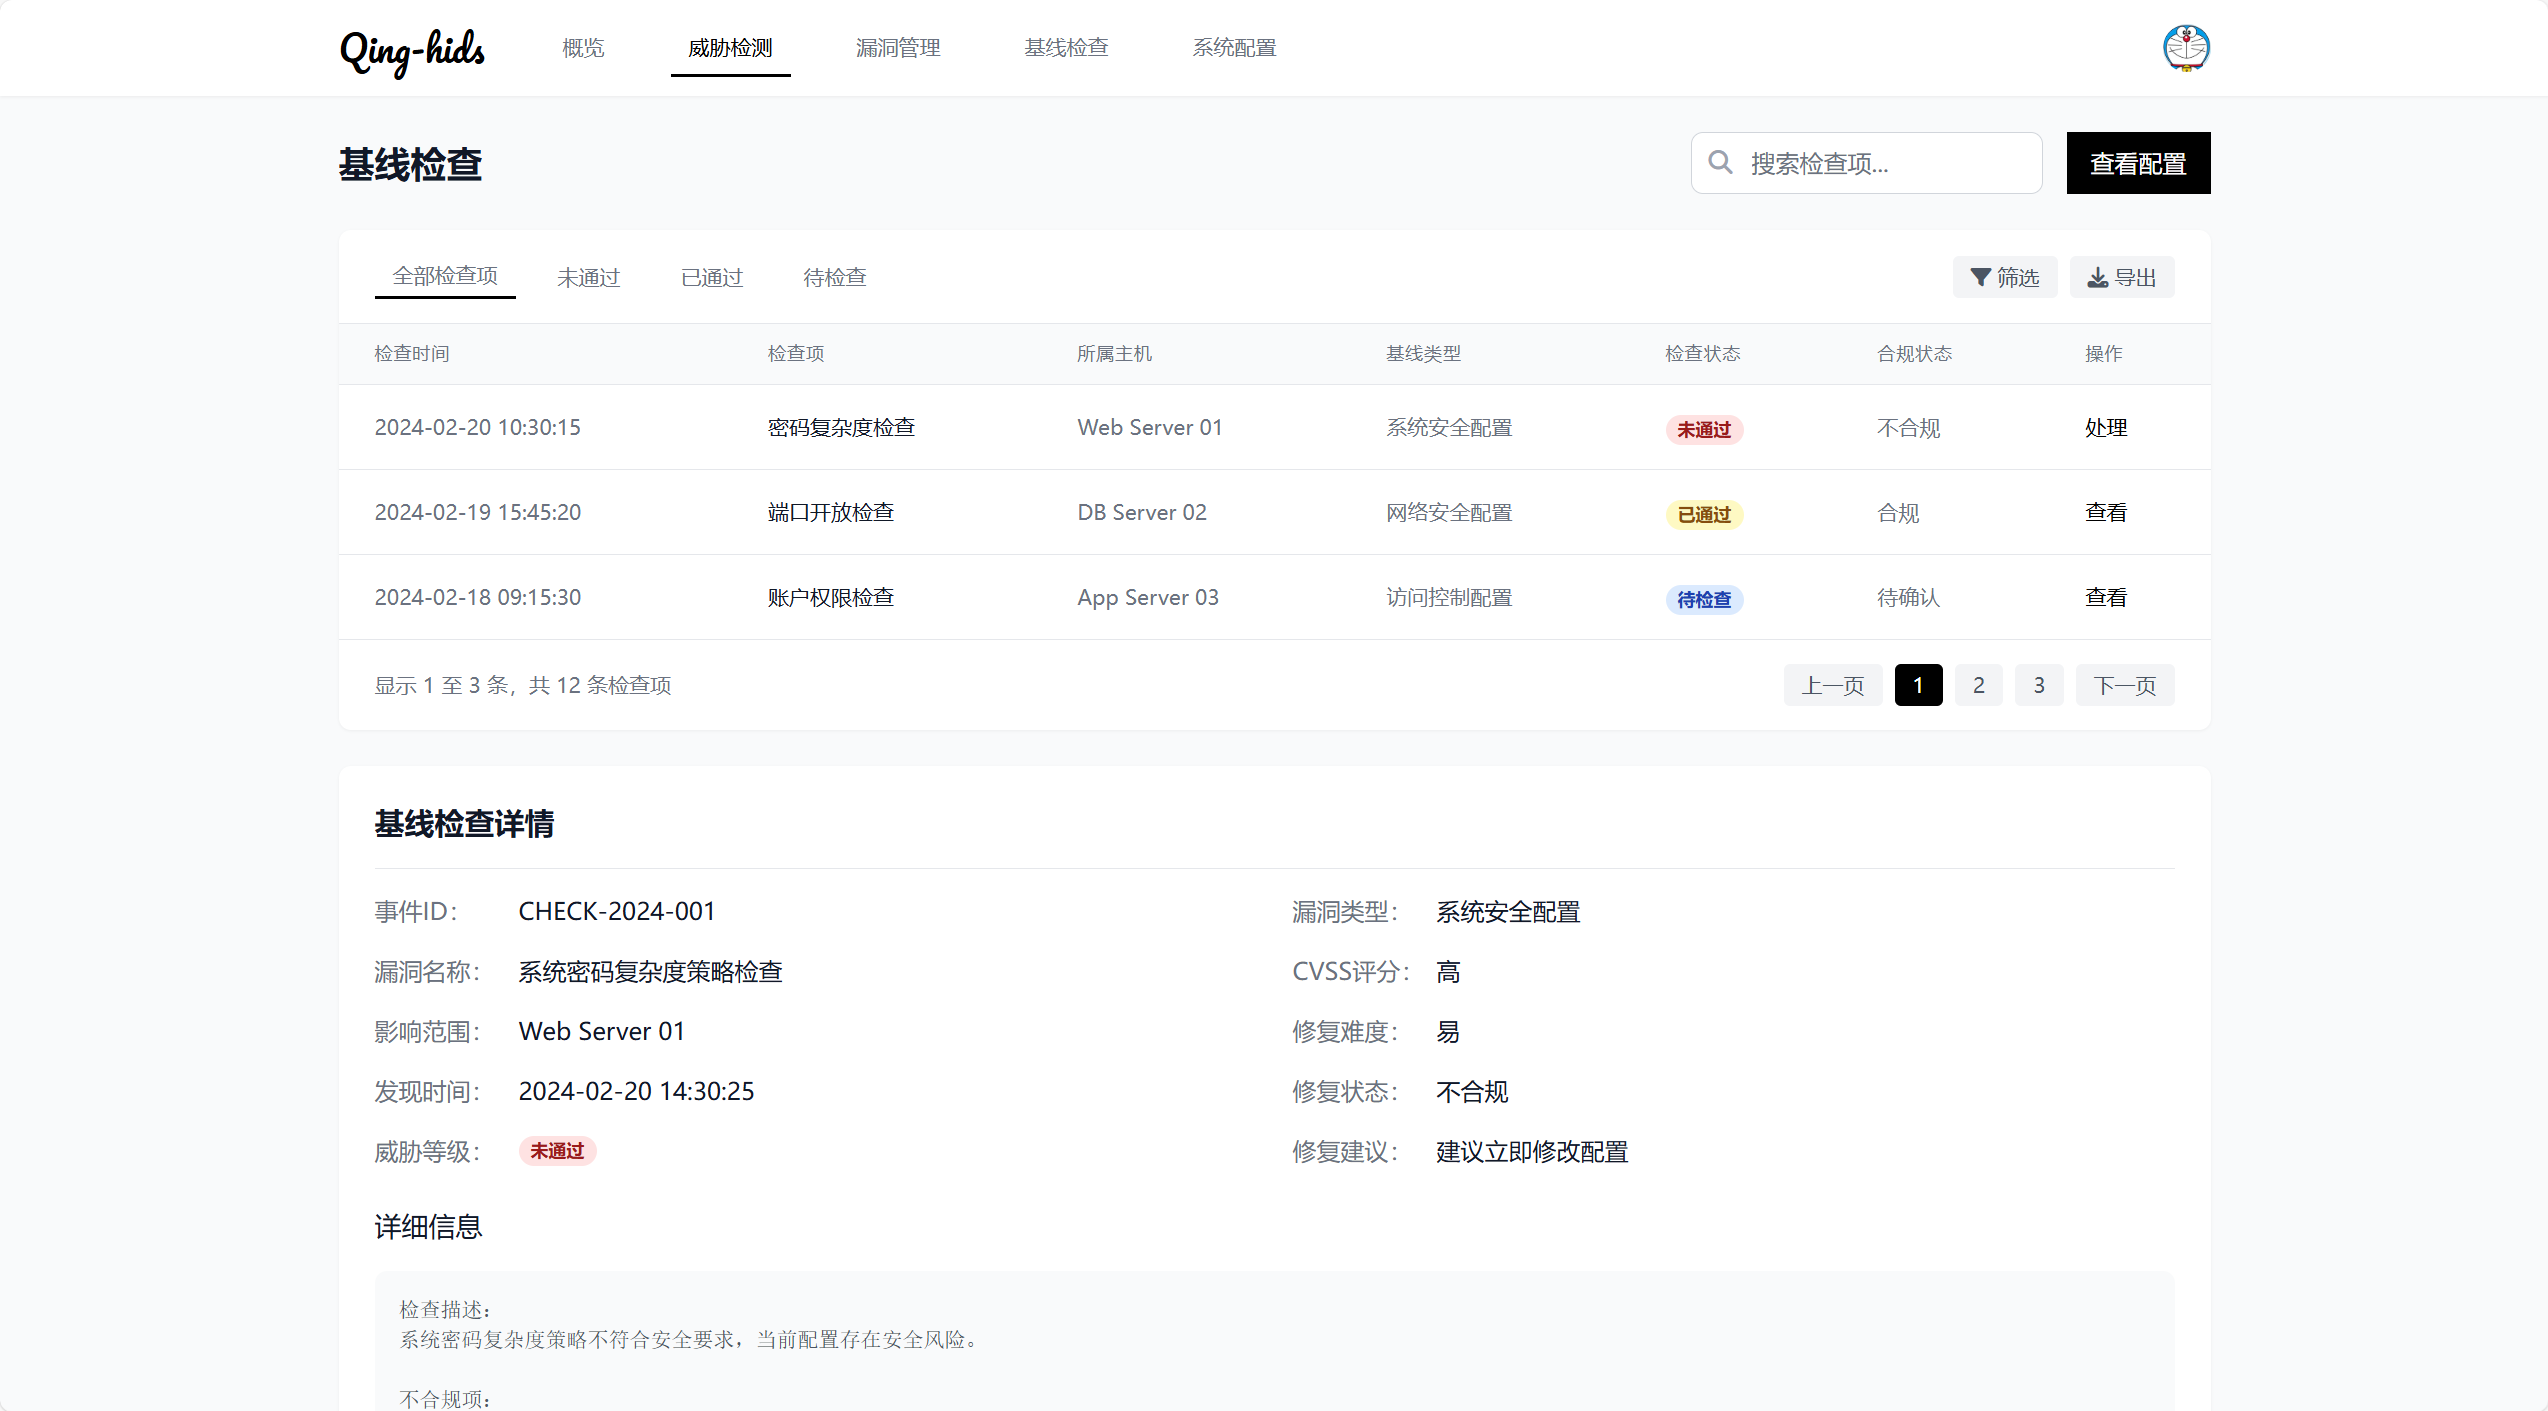 Qing-hids 概览 威胁检测 漏洞管理 基线检查 系统配置
基线检查 搜索检查项... 查看配置
全部检查项 未通过 已通过 待检查 筛选 导出
检查时间 检查项 所属主机 基线类型 检查状态 合规状态 操作
2024-02-20 10:30:15 密码复杂度检查 Web Server 01 系统安全配置 未通过 不合规 处理
2024-02-19 15:45:20 端口开放检查 DB Server 02 网络安全配置 已通过 合规 查看
2024-02-18 09:15:30 账户权限检查 App Server 03 访问控制配置 待检查 待确认 查看
显示 1 至 3 条，共 12 条检查项 上一页 1 2 3 下一页
基线检查详情
事件ID： CHECK-2024-001 漏洞类型： 系统安全配置
漏洞名称： 系统密码复杂度策略检查 CVSS评分： 高
影响范围： Web Server 01 修复难度： 易
发现时间： 2024-02-20 14:30:25 修复状态： 不合规
威胁等级： 未通过 修复建议： 建议立即修改配置
详细信息
检查描述：
系统密码复杂度策略不符合安全要求，当前配置存在安全风险。
不合规项：